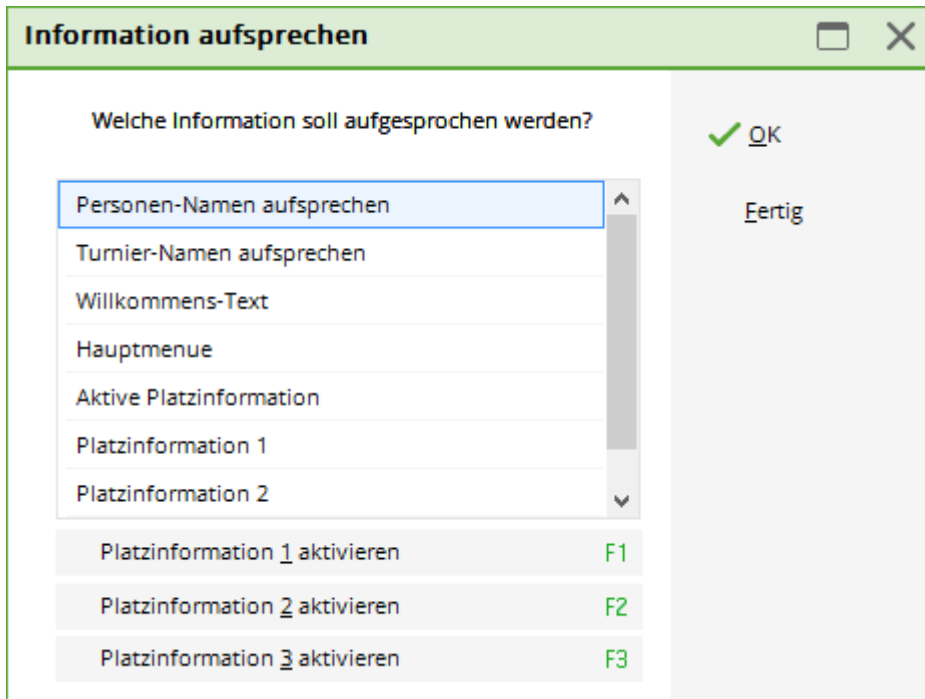 Information aufsprechen
Welche Information soll aufgesprochen werden?
OK
Fertig
Personen-Namen aufsprechen
Turnier-Namen aufsprechen
Willkommens-Text
Hauptmenue
Aktive Platzinformation
Platzinformation 1
Platzinformation 2
Platzinformation 1 aktivieren F1
Platzinformation 2 aktivieren F2
Platzinformation 3 aktivieren F3